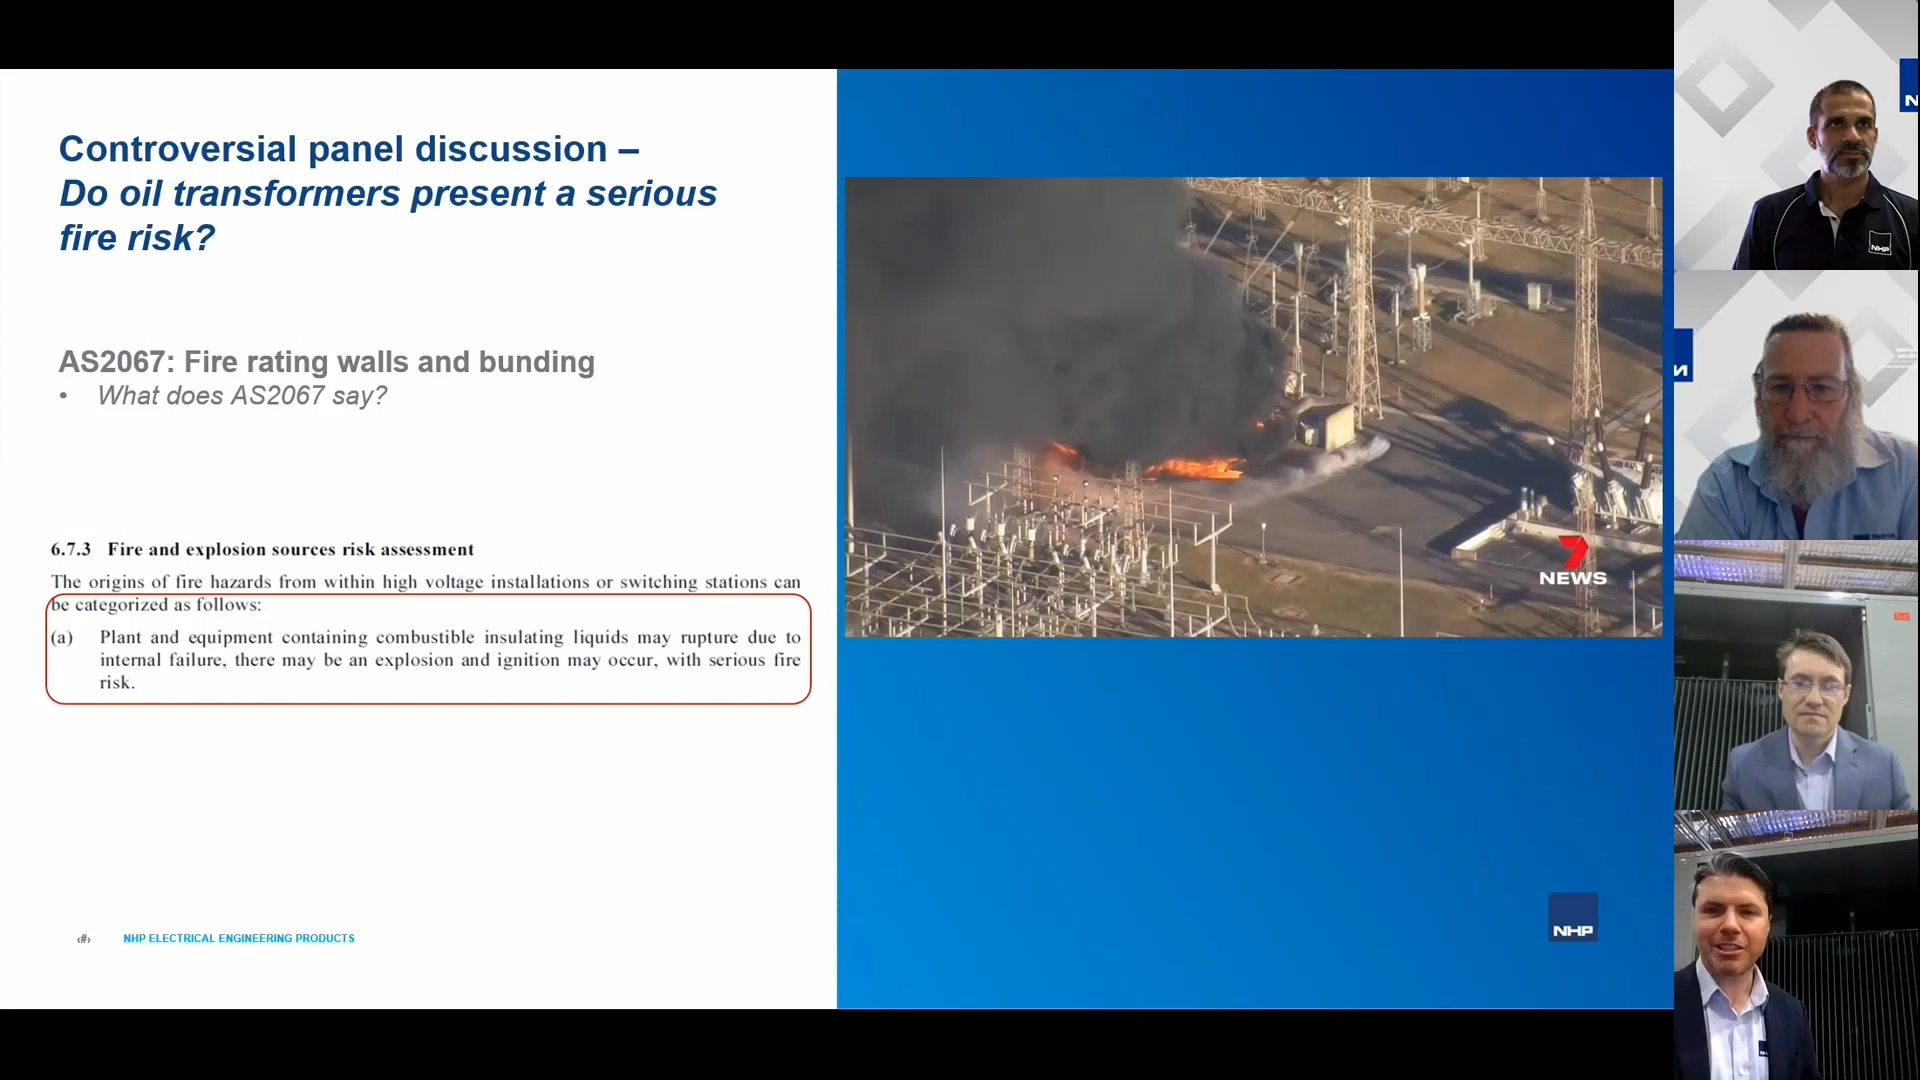 Controversial panel discussion –
Do oil transformers present a serious
fire risk?
AS2067: Fire rating walls and bunding
• What does AS2067 say?
6.7.3 Fire and explosion sources risk assessment
The origins of fire hazards from within high voltage installations or switching stations can
be categorized as follows:
(a) Plant and equipment containing combustible insulating liquids may rupture due to
internal failure, there may be an explosion and ignition may occur, with serious fire
risk.
‹#›
NHP ELECTRICAL ENGINEERING PRODUCTS
7
NEWS
NHP
NHP